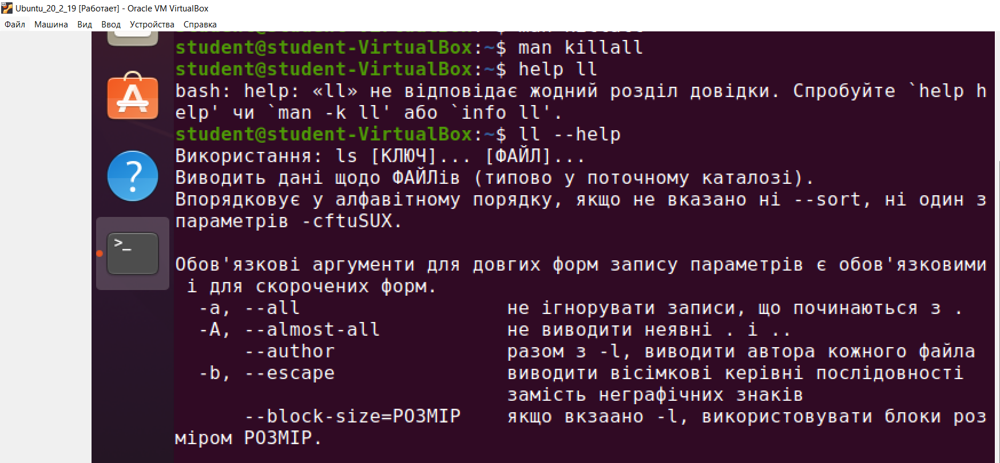 Ubuntu_20_2_19 [Работает] - Oracle VM VirtualBox
Файл Машина Вид Ввод Устройства Справка
student@student-VirtualBox:~$ man killall
student@student-VirtualBox:~$ help ll
bash: help: «ll» не відповідає жодний розділ довідки. Спробуйте `help h
elp' чи `man -k ll' або `info ll'.
student@student-VirtualBox:~$ ll --help
Використання: ls [КЛЮЧ]... [ФАЙЛ]...
Виводить дані щодо ФАЙЛів (типово у поточному каталозі).
Впорядковує у алфавітному порядку, якщо не вказано ні --sort, ні один з
параметрів -cftuSUX.
Обов'язкові аргументи для довгих форм запису параметрів є обов'язковими
і для скорочених форм.
-a, --all не ігнорувати записи, що починаються з .
-A, --almost-all не виводити неявні . і ..
--author разом з -l, виводити автора кожного файла
-b, --escape виводити вісімкові керівні послідовності
замість неграфічних знаків
--block-size=РОЗМІР якщо вкзаано -l, використовувати блоки роз
міром РОЗМІР.